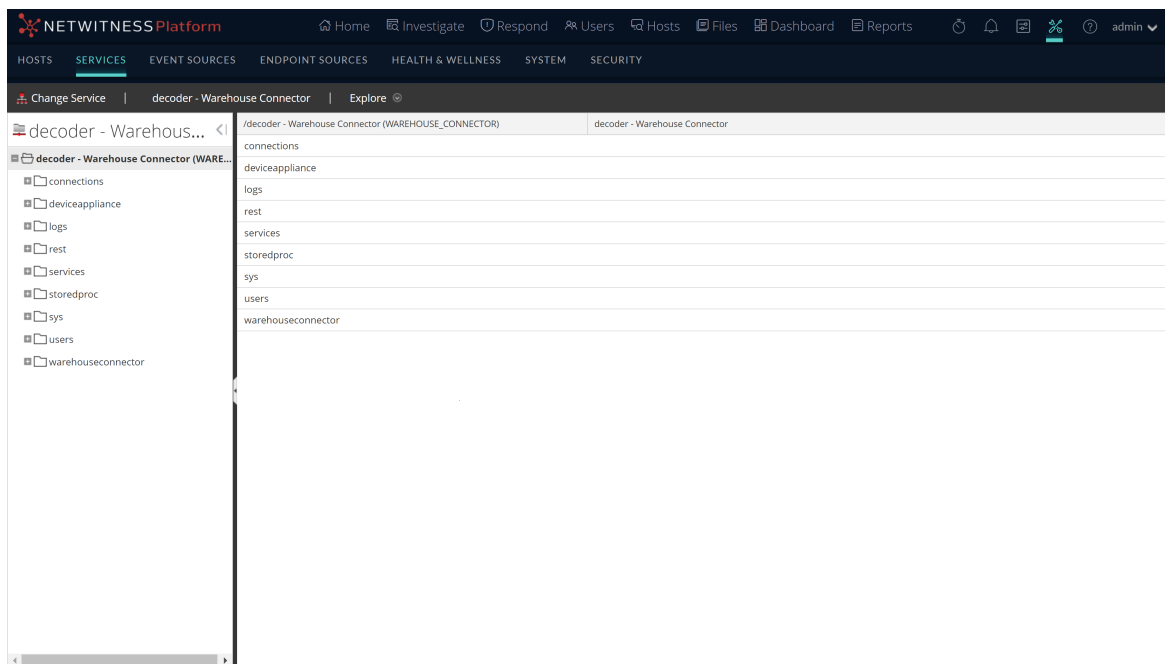 NETWITNESS Platform Home Investigate Respond Users Hosts Files Dashboard Reports admin
HOSTS SERVICES EVENT SOURCES ENDPOINT SOURCES HEALTH & WELLNESS SYSTEM SECURITY
Change Service | decoder - Warehouse Connector | Explore
decoder - Warehous...
/decoder - Warehouse Connector (WAREHOUSE_CONNECTOR) decoder - Warehouse Connector
decoder - Warehouse Connector (WARE...
connections
deviceappliance
logs
rest
services
storedproc
sys
users
warehouseconnector
connections
deviceappliance
logs
rest
services
storedproc
sys
users
warehouseconnector